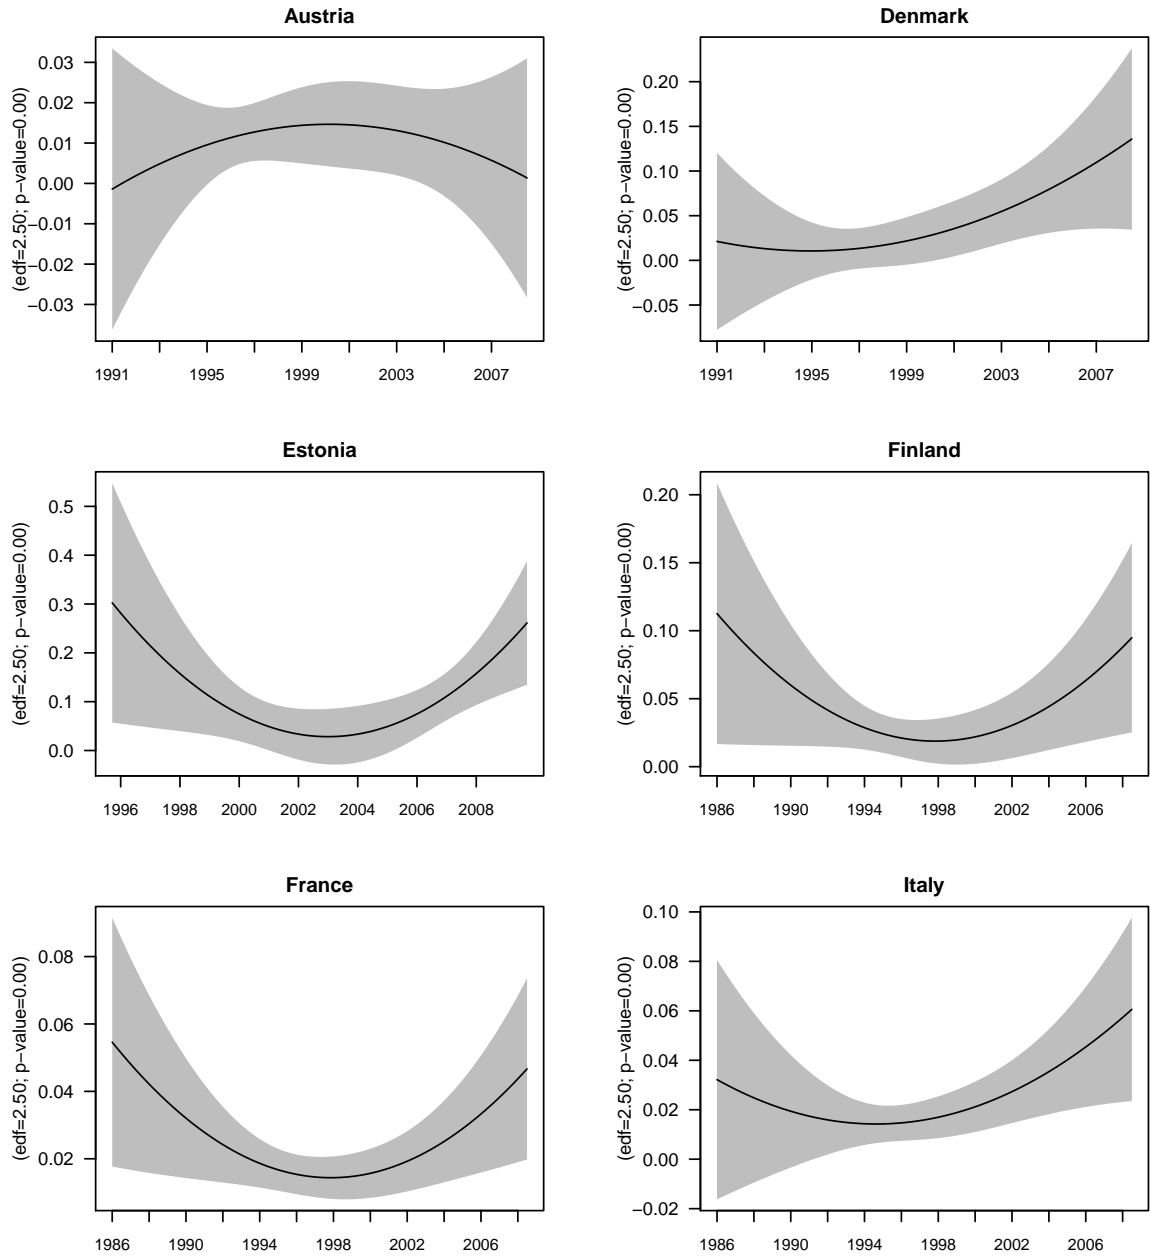 Austria
(edf=2.50; p−value=0.00)
0.03
0.02
0.01
0.00
−0.01
−0.02
−0.03
1991 1995 1999 2003 2007
Denmark
(edf=2.50; p−value=0.00)
0.20
0.15
0.10
0.05
0.00
−0.05
1991 1995 1999 2003 2007
Estonia
(edf=2.50; p−value=0.00)
0.5
0.4
0.3
0.2
0.1
0.0
1996 1998 2000 2002 2004 2006 2008
Finland
(edf=2.50; p−value=0.00)
0.20
0.15
0.10
0.05
0.00
1986 1990 1994 1998 2002 2006
France
(edf=2.50; p−value=0.00)
0.08
0.06
0.04
0.02
1986 1990 1994 1998 2002 2006
Italy
(edf=2.50; p−value=0.00)
0.10
0.08
0.06
0.04
0.02
0.00
−0.02
1986 1990 1994 1998 2002 2006